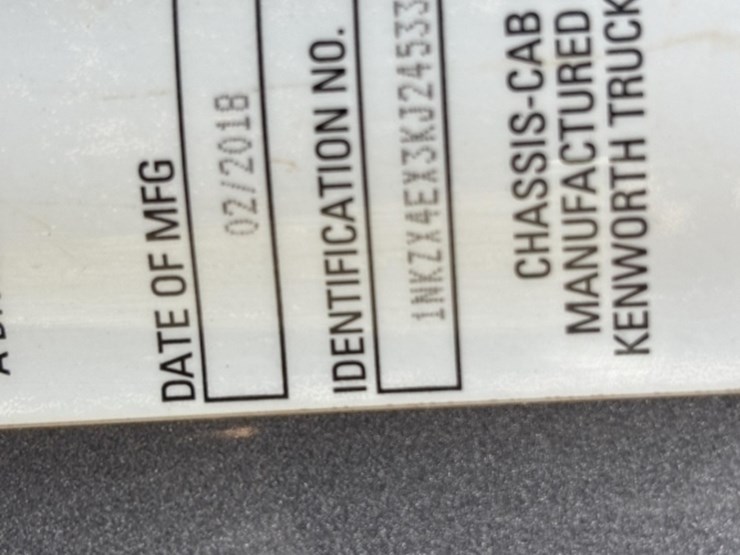 DATE OF MFG
02/2018
IDENTIFICATION NO.
1NKZX4EX3KJ24533
CHASSIS-CAB
MANUFACTURED
KENWORTH TRUCK